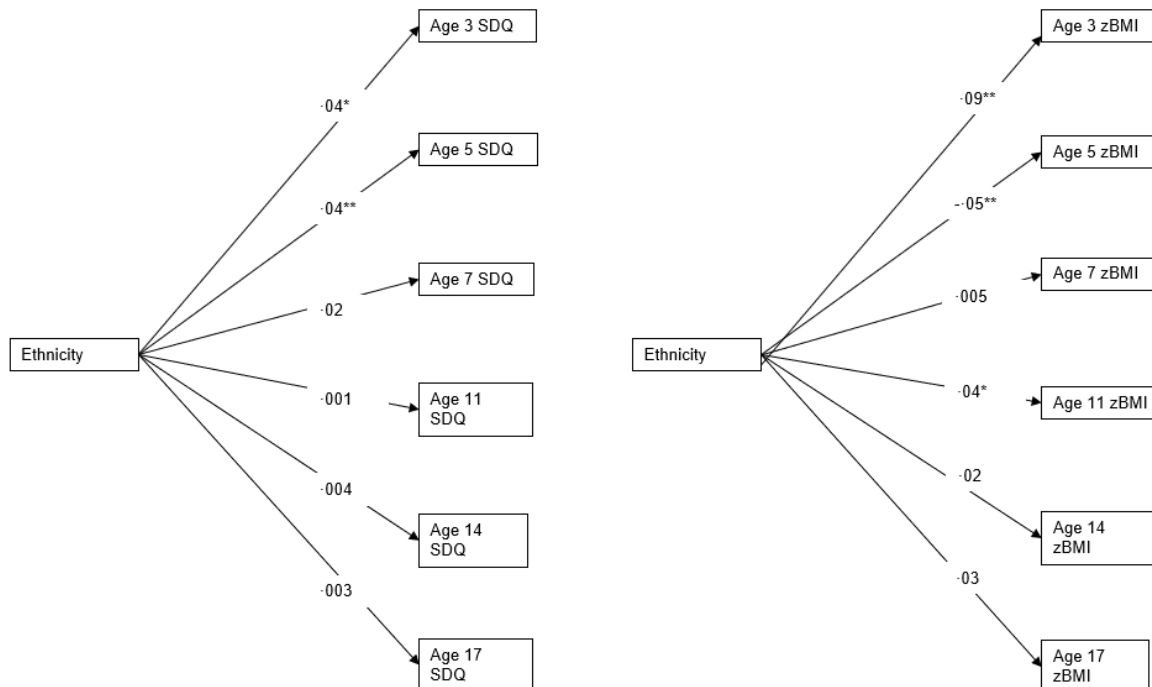 Age 3 SDQ
·04*
Age 5 SDQ
·04**
Age 7 SDQ
·02
Ethnicity
·001
Age 11
SDQ
·004
Age 14
SDQ
·003
Age 17
SDQ
Age 3 zBMI
·09**
Age 5 zBMI
-·05**
Age 7 zBMI
·005
Ethnicity
·04*
Age 11 zBMI
·02
Age 14
zBMI
·03
Age 17
zBMI